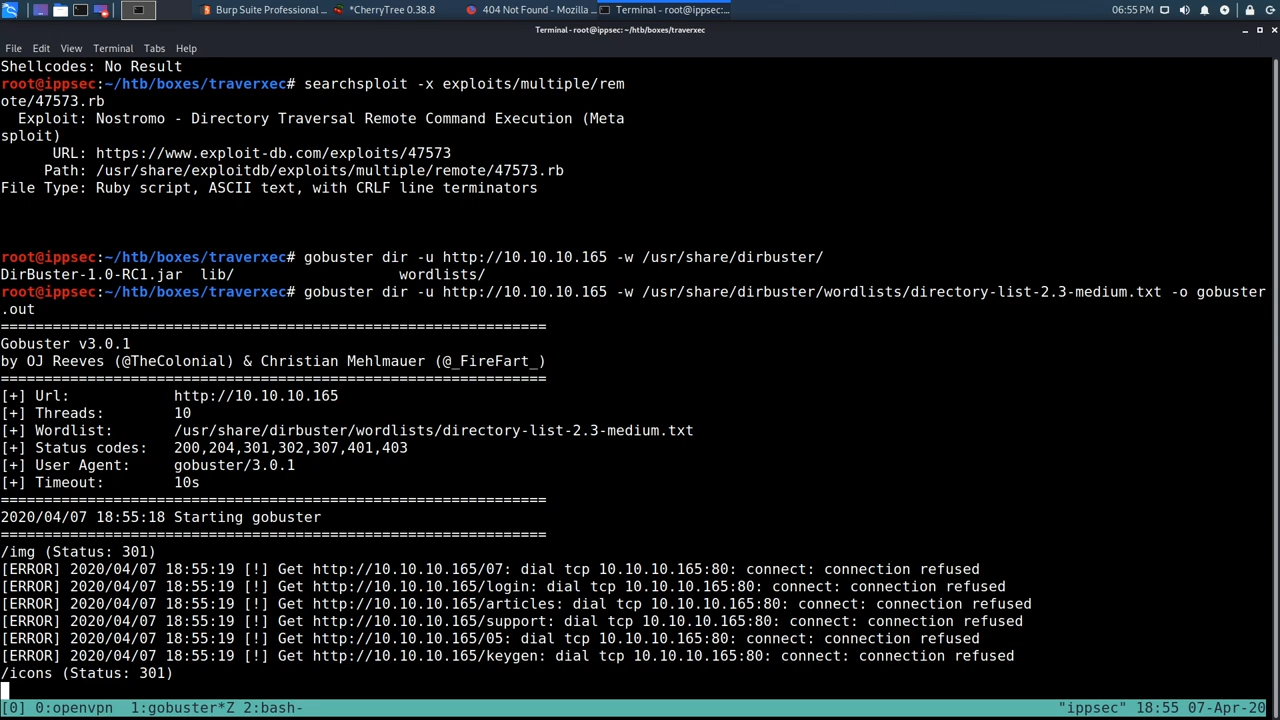 Burp Suite Professional ...
*CherryTree 0.38.8
404 Not Found - Mozilla ...
Terminal - root@ippsec:...
06:55 PM
Terminal - root@ippsec: ~/htb/boxes/traverxec
File Edit View Terminal Tabs Help
Shellcodes: No Result
root@ippsec:~/htb/boxes/traverxec# searchsploit -x exploits/multiple/rem
ote/47573.rb
  Exploit: Nostromo - Directory Traversal Remote Command Execution (Meta
sploit)
      URL: https://www.exploit-db.com/exploits/47573
     Path: /usr/share/exploitdb/exploits/multiple/remote/47573.rb
File Type: Ruby script, ASCII text, with CRLF line terminators
root@ippsec:~/htb/boxes/traverxec# gobuster dir -u http://10.10.10.165 -w /usr/share/dirbuster/
DirBuster-1.0-RC1.jar  lib/                   wordlists/
root@ippsec:~/htb/boxes/traverxec# gobuster dir -u http://10.10.10.165 -w /usr/share/dirbuster/wordlists/directory-list-2.3-medium.txt -o gobuster
.out
===============================================================
Gobuster v3.0.1
by OJ Reeves (@TheColonial) & Christian Mehlmauer (@_FireFart_)
===============================================================
[+] Url:            http://10.10.10.165
[+] Threads:        10
[+] Wordlist:       /usr/share/dirbuster/wordlists/directory-list-2.3-medium.txt
[+] Status codes:   200,204,301,302,307,401,403
[+] User Agent:     gobuster/3.0.1
[+] Timeout:        10s
===============================================================
2020/04/07 18:55:18 Starting gobuster
===============================================================
/img (Status: 301)
[ERROR] 2020/04/07 18:55:19 [!] Get http://10.10.10.165/07: dial tcp 10.10.10.165:80: connect: connection refused
[ERROR] 2020/04/07 18:55:19 [!] Get http://10.10.10.165/login: dial tcp 10.10.10.165:80: connect: connection refused
[ERROR] 2020/04/07 18:55:19 [!] Get http://10.10.10.165/articles: dial tcp 10.10.10.165:80: connect: connection refused
[ERROR] 2020/04/07 18:55:19 [!] Get http://10.10.10.165/support: dial tcp 10.10.10.165:80: connect: connection refused
[ERROR] 2020/04/07 18:55:19 [!] Get http://10.10.10.165/05: dial tcp 10.10.10.165:80: connect: connection refused
[ERROR] 2020/04/07 18:55:19 [!] Get http://10.10.10.165/keygen: dial tcp 10.10.10.165:80: connect: connection refused
/icons (Status: 301)
[0] 0:openvpn  1:gobuster*Z 2:bash-
"ippsec" 18:55 07-Apr-20